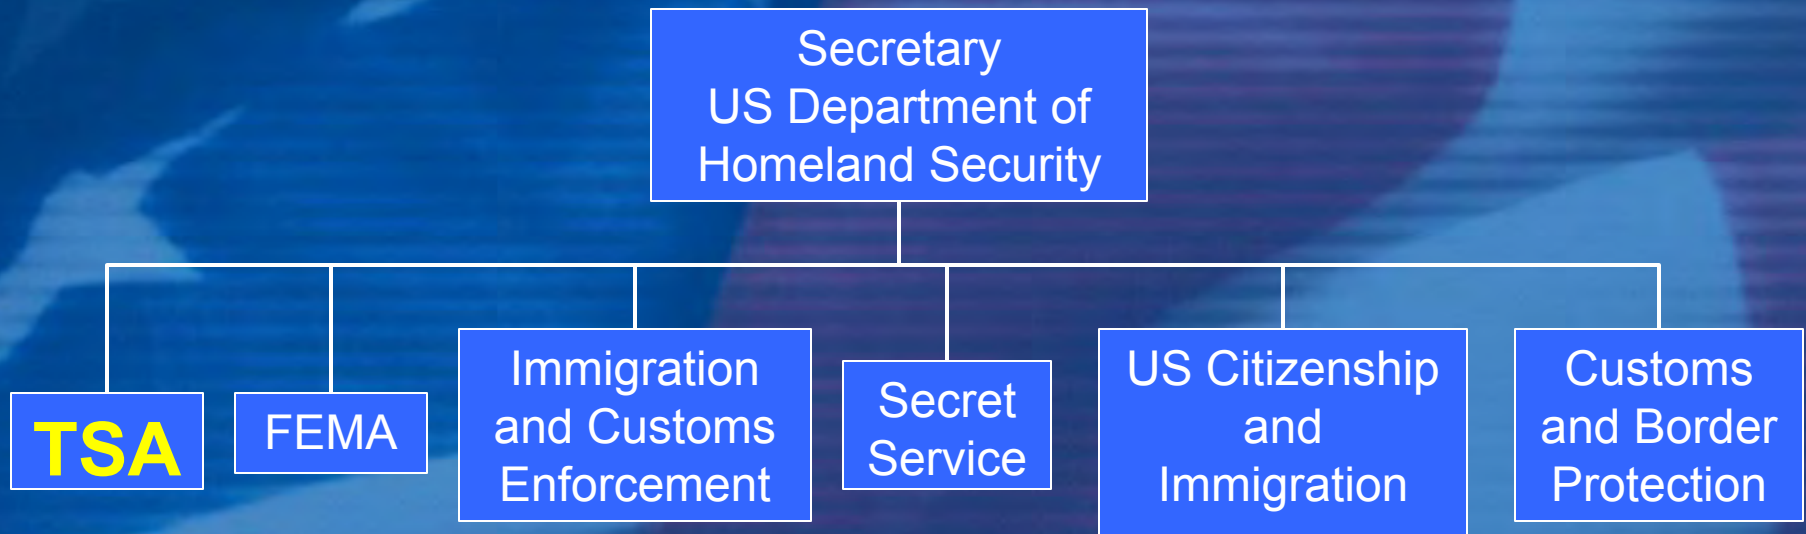 Secretary
US Department of
Homeland Security
TSA
FEMA
Immigration
and Customs
Enforcement
Secret
Service
US Citizenship
and
Immigration
Customs
and Border
Protection